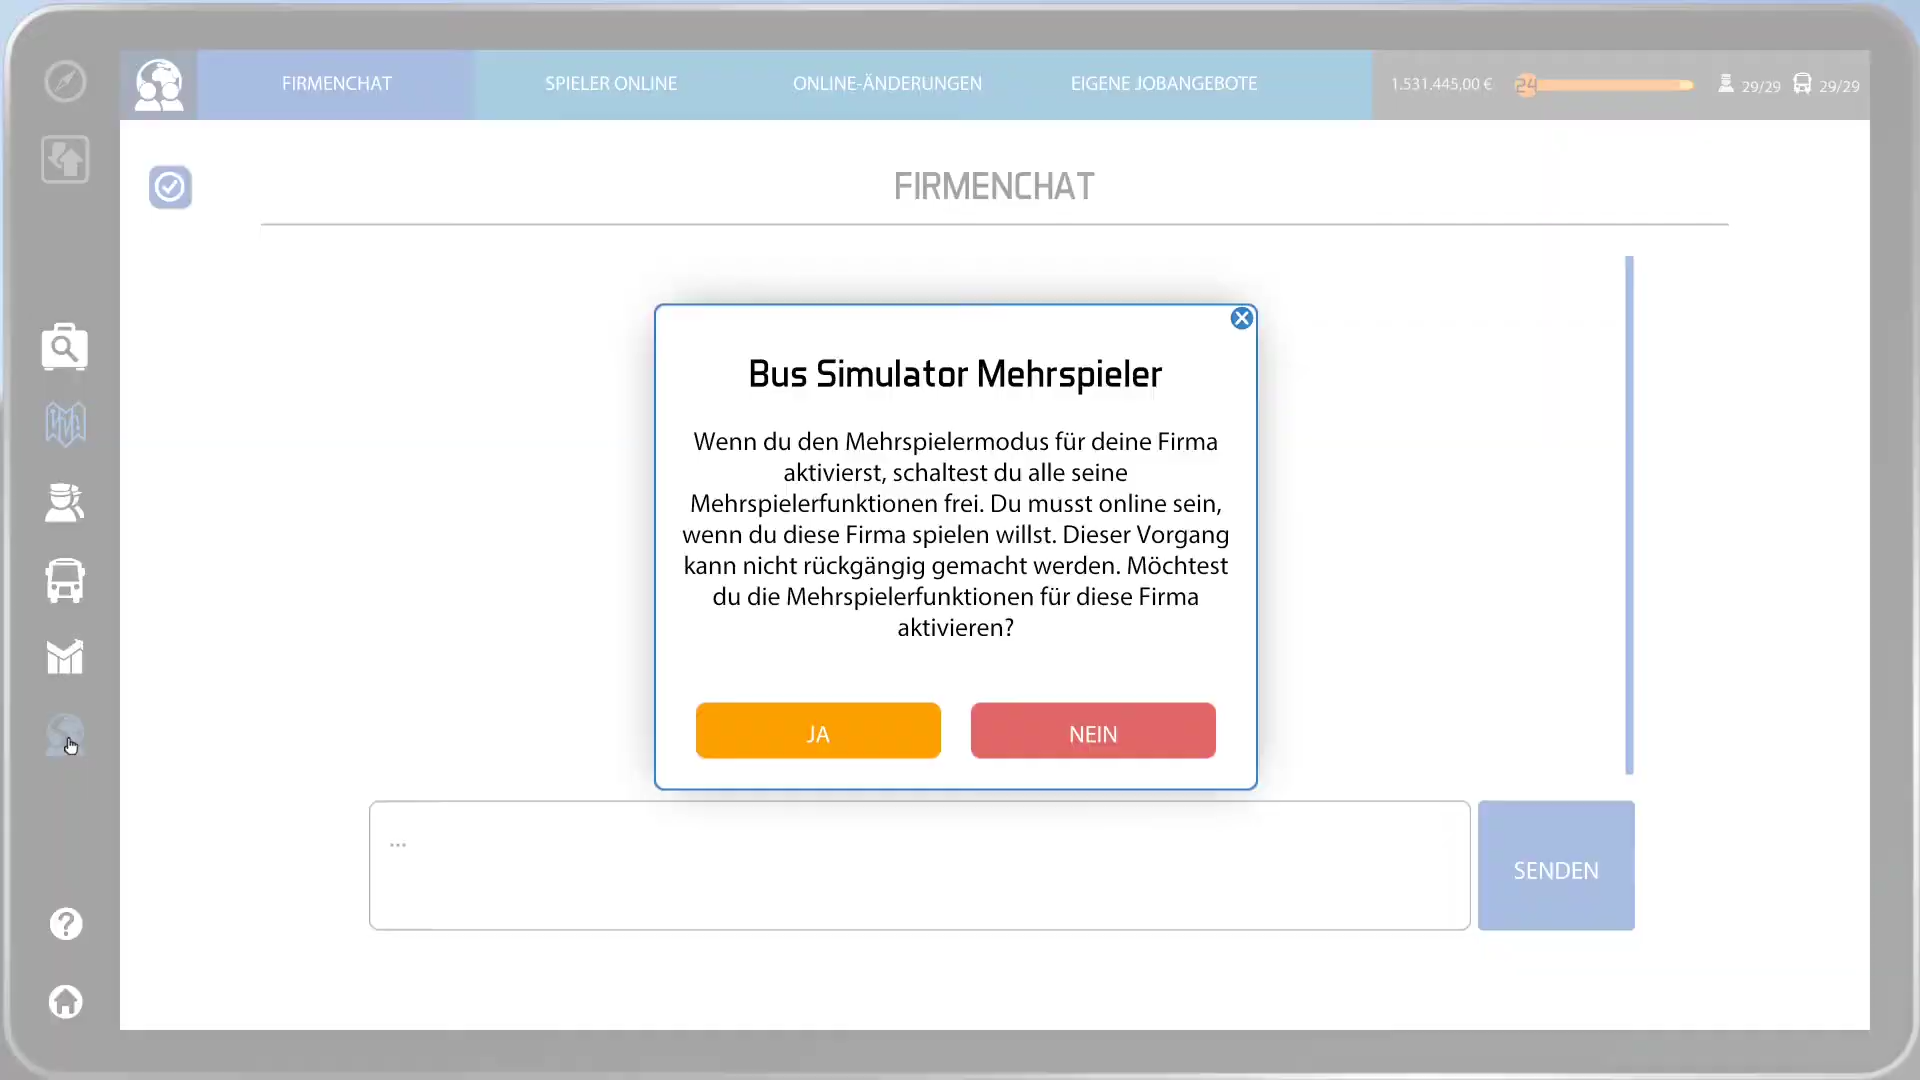 FIRMENCHAT
SPIELER ONLINE
ONLINE-ÄNDERUNGEN
EIGENE JOBANGEBOTE
1.531.445,00 €
24
29/29
29/29
FIRMENCHAT
Bus Simulator Mehrspieler
Wenn du den Mehrspielermodus für deine Firma
aktivierst, schaltest du alle seine
Mehrspielerfunktionen frei. Du musst online sein,
wenn du diese Firma spielen willst. Dieser Vorgang
kann nicht rückgängig gemacht werden. Möchtest
du die Mehrspielerfunktionen für diese Firma
aktivieren?
JA
NEIN
...
SENDEN